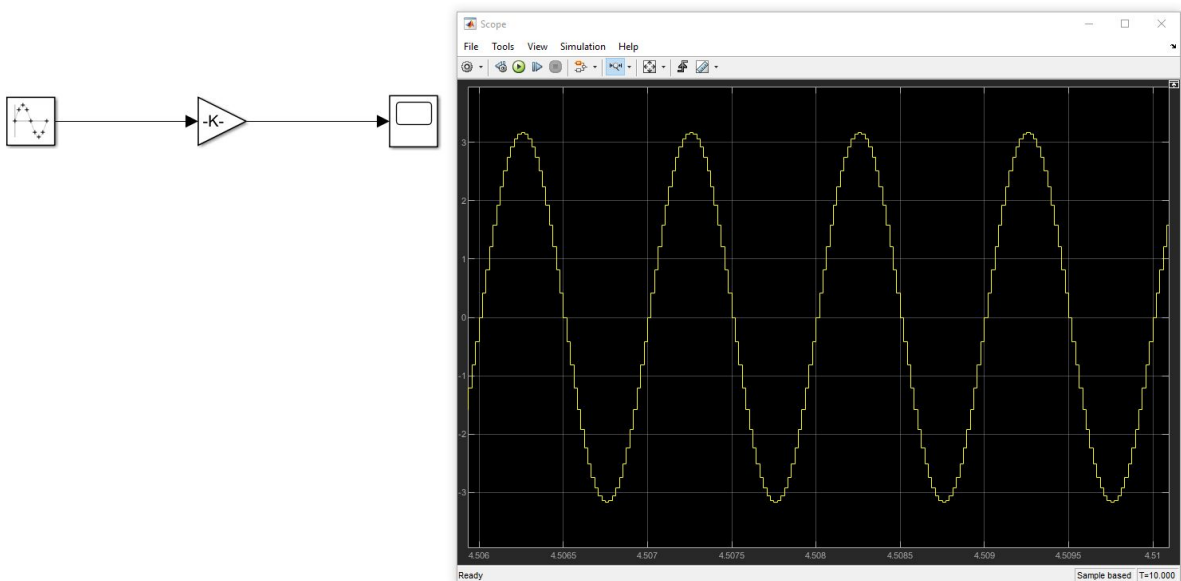 Scope
File Tools View Simulation Help
-K-
3
2
1
0
-1
-2
-3
4.506 4.5065 4.507 4.5075 4.508 4.5085 4.509 4.5095 4.51
Ready Sample based T=10.000